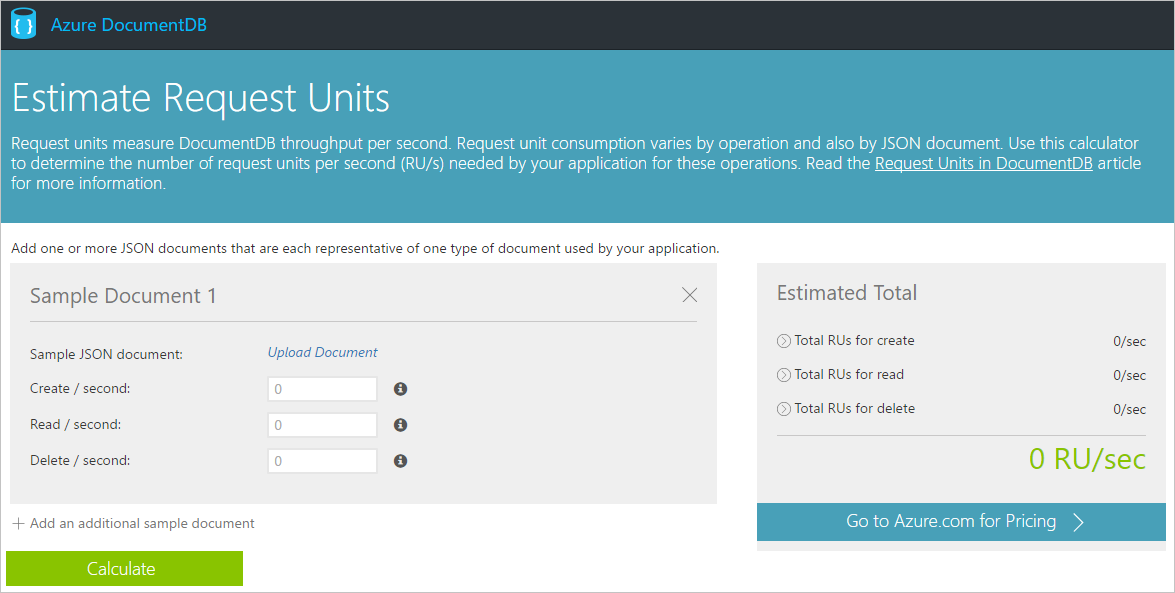 Azure DocumentDB
Estimate Request Units
Request units measure DocumentDB throughput per second. Request unit consumption varies by operation and also by JSON document. Use this calculator
to determine the number of request units per second (RU/s) needed by your application for these operations. Read the Request Units in DocumentDB article
for more information.
Add one or more JSON documents that are each representative of one type of document used by your application.
Sample Document 1
Sample JSON document: Upload Document
Create / second: 0
Read / second: 0
Delete / second: 0
+ Add an additional sample document
Calculate
Estimated Total
Total RUs for create 0/sec
Total RUs for read 0/sec
Total RUs for delete 0/sec
0 RU/sec
Go to Azure.com for Pricing